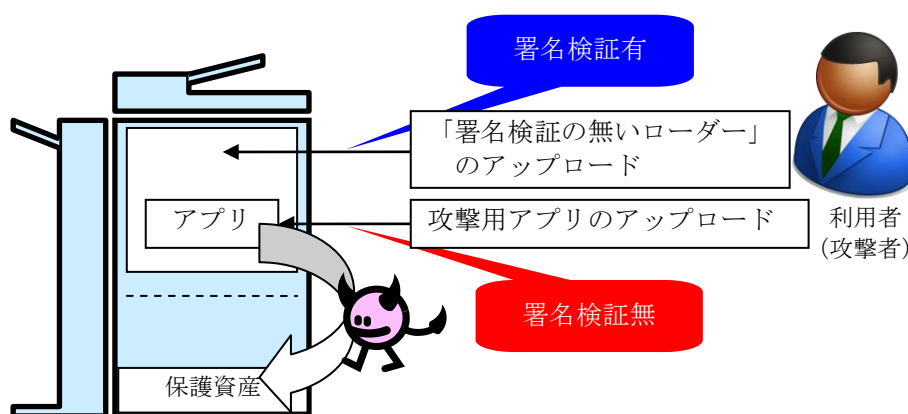 署名検証有
「署名検証の無いローダー」
のアップロード
アプリ
攻撃用アプリのアップロード
利用者
(攻撃者)
署名検証無
保護資産